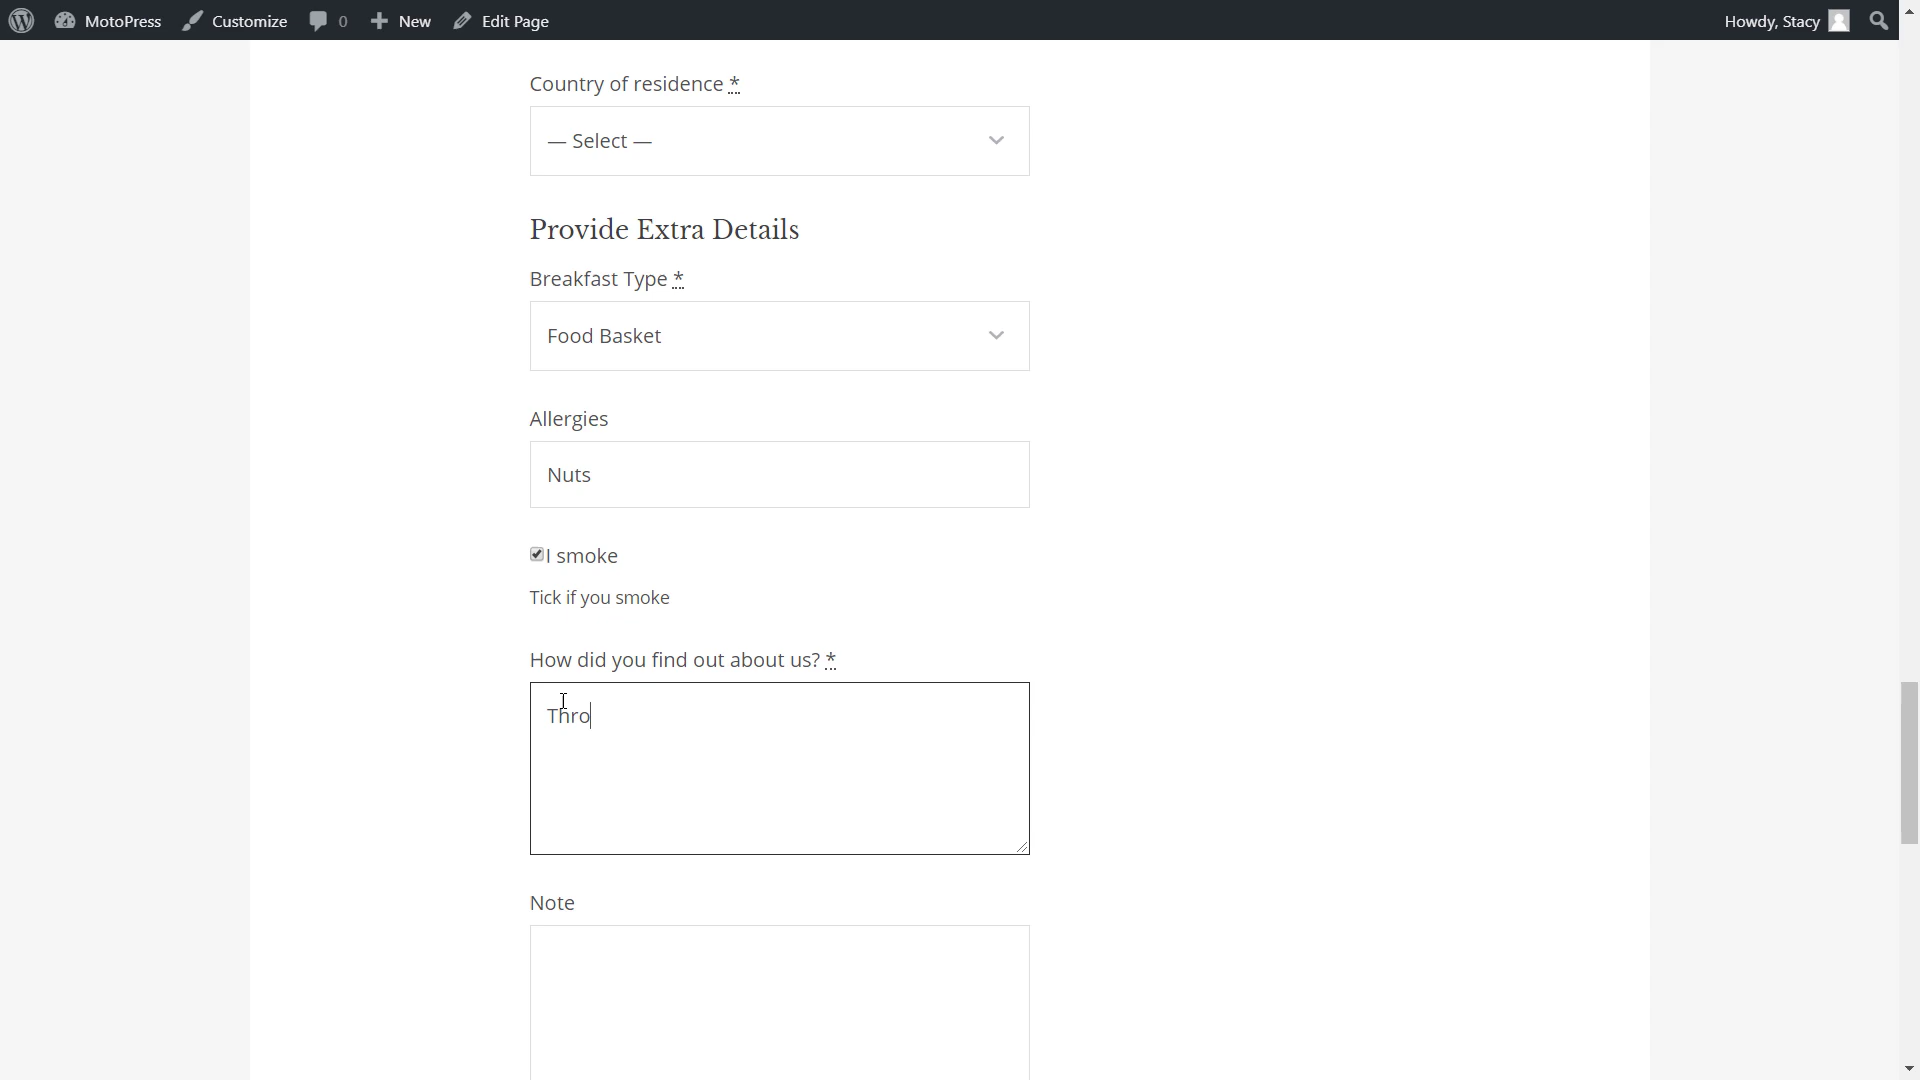 MotoPress Customize 0 New Edit Page Howdy, Stacy
Country of residence *
— Select —
Provide Extra Details
Breakfast Type *
Food Basket
Allergies
Nuts
I smoke
Tick if you smoke
How did you find out about us? *
Thro
Note